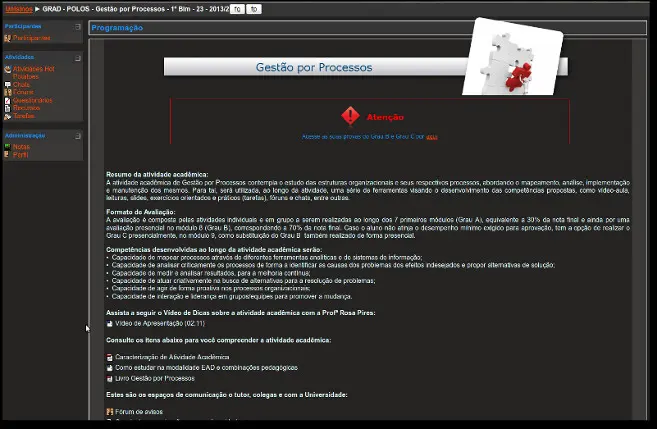 Unisinos ► GRAD - POLOS - Gestão por Processos - 1º Bim - 23 - 2013/2
Participantes
Participantes
Atividades
Atividades Hot Potatoes
Chats
Fóruns
Questionários
Recursos
Tarefas
Administração
Notas
Perfil
Programação
Gestão por Processos
Atenção
Acesse as suas provas do Grau B e Grau C por aqui
Resumo da atividade acadêmica:
A atividade acadêmica de Gestão por Processos contempla o estudo das estruturas organizacionais e seus respectivos processos, abordando o mapeamento, análise, implementação
e manutenção dos mesmos. Para tal, será utilizada, ao longo da atividade, uma série de ferramentas visando o desenvolvimento das competências propostas, como vídeo-aula,
leituras, slides, exercícios orientados e práticos (tarefas), fóruns e chats, entre outras.
Formato de Avaliação:
A avaliação é composta pelas atividades individuais e em grupo a serem realizadas ao longo dos 7 primeiros módulos (Grau A), equivalente a 30% da nota final e ainda por uma
avaliação presencial no módulo 8 (Grau B), correspondendo a 70% da nota final. Caso o aluno não atinja o desempenho mínimo exigido para aprovação, tem a opção de realizar o
Grau C presencialmente, no módulo 9, como substituição do Grau B também realizado de forma presencial.
Competências desenvolvidas ao longo da atividade acadêmica serão:
• Capacidade de mapear processos através de diferentes ferramentas analíticas e de sistemas de informação;
• Capacidade de analisar criticamente os processos de forma a identificar as causas dos problemas dos efeitos indesejados e propor alternativas de solução;
• Capacidade de medir e analisar resultados, para a melhoria contínua;
• Capacidade de atuar criativamente na busca de alternativas para a resolução de problemas;
• Capacidade de agir de forma proativa nos processos organizacionais;
• Capacidade de interação e liderança em grupos/equipes para promover a mudança.
Assista a seguir o Vídeo de Dicas sobre a atividade acadêmica com a Profª Rosa Pires:
Vídeo de Apresentação (02:11)
Consulte os itens abaixo para você compreender a atividade acadêmica:
Caracterização de Atividade Acadêmica
Como estudar na modalidade EAD e combinações pedagógicas
Livro Gestão por Processos
Estes são os espaços de comunicação o tutor, colegas e com a Universidade:
Fórum de avisos